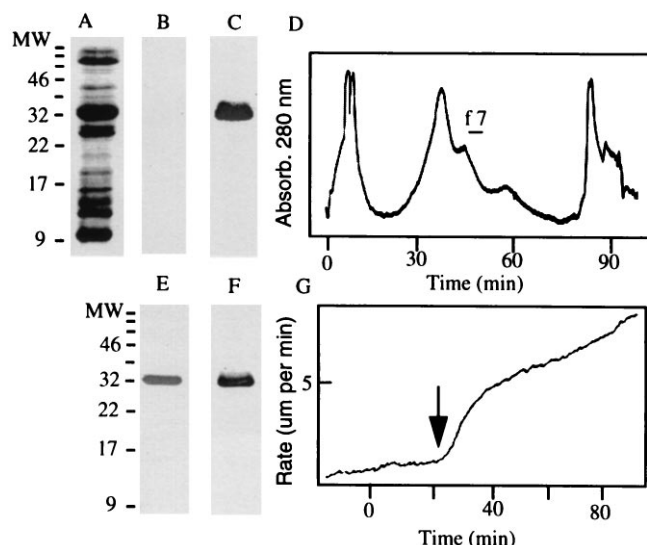 A B C D
MW
46
32
22
17
9
Absorb. 280 nm
f 7
0 30 60 90
Time (min)
E F G
MW
46
32
22
17
9
Rate (um per min)
5
0 40 80
Time (min)